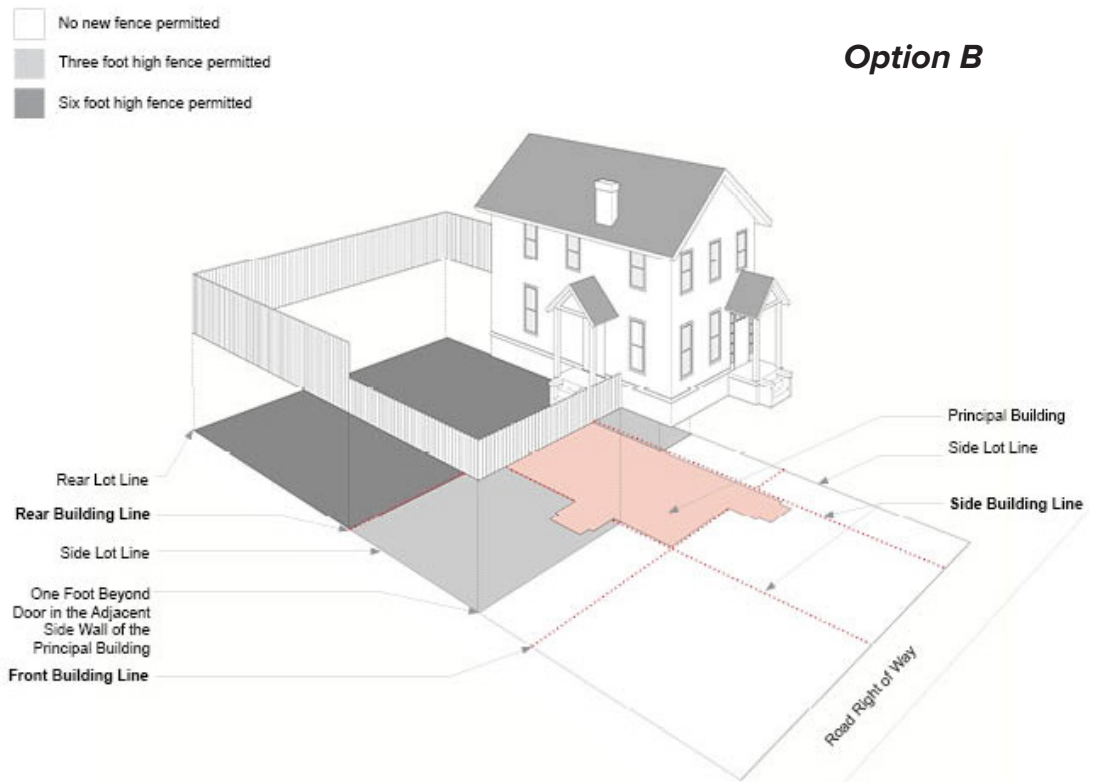 No new fence permitted
Three foot high fence permitted
Six foot high fence permitted
Option B
Principal Building
Side Lot Line
Side Building Line
Rear Lot Line
Rear Building Line
Side Lot Line
One Foot Beyond
Door in the Adjacent
Side Wall of the
Principal Building
Front Building Line
Road Right of Way